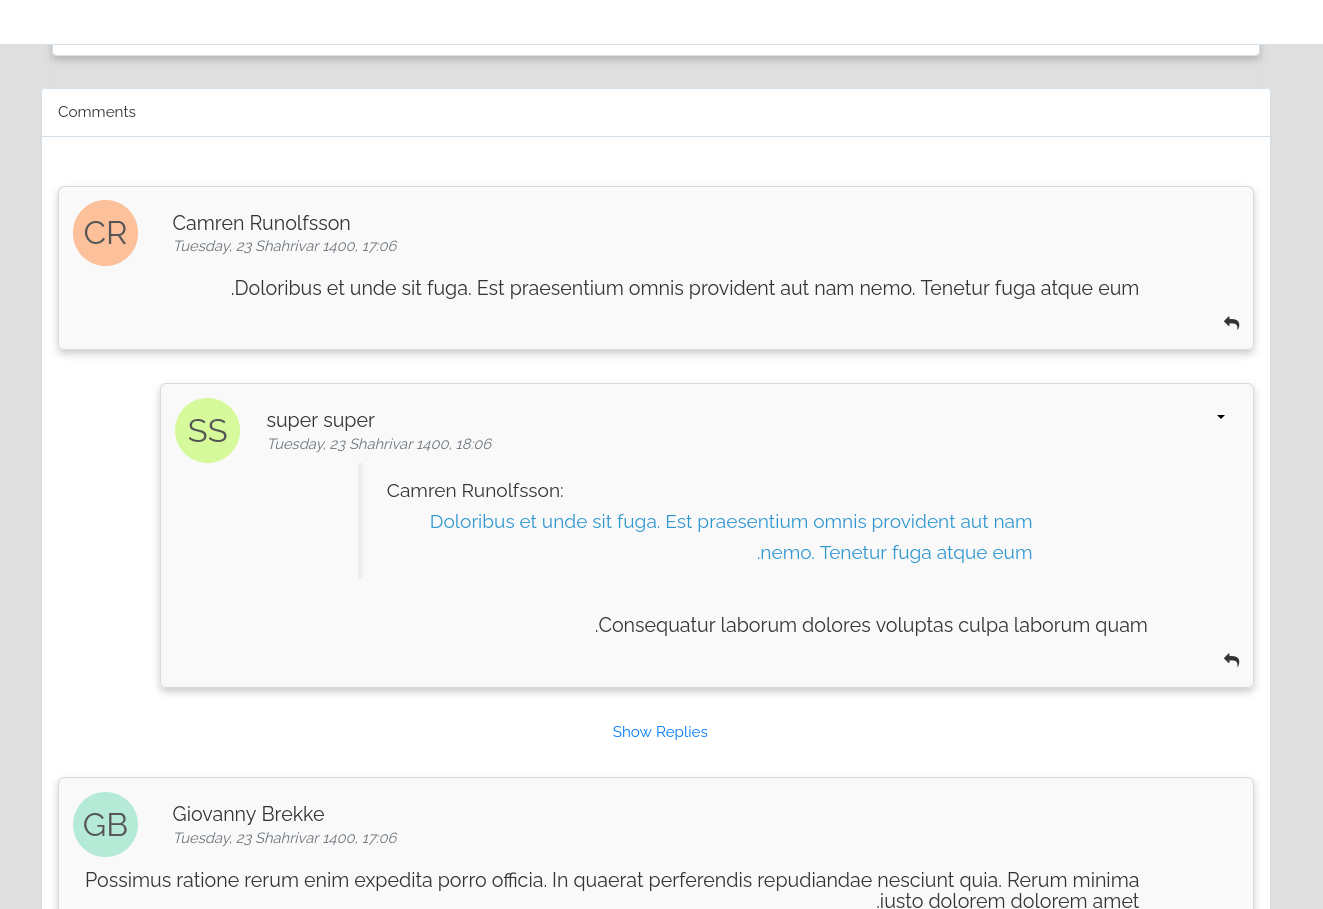 Comments
CR
Camren Runolfsson
Tuesday, 23 Shahrivar 1400, 17:06
.Doloribus et unde sit fuga. Est praesentium omnis provident aut nam nemo. Tenetur fuga atque eum
SS
super super
Tuesday, 23 Shahrivar 1400, 18:06
Camren Runolfsson:
Doloribus et unde sit fuga. Est praesentium omnis provident aut nam
.nemo. Tenetur fuga atque eum
.Consequatur laborum dolores voluptas culpa laborum quam
Show Replies
GB
Giovanny Brekke
Tuesday, 23 Shahrivar 1400, 17:06
Possimus ratione rerum enim expedita porro officia. In quaerat perferendis repudiandae nesciunt quia. Rerum minima
.iusto dolorem dolorem amet